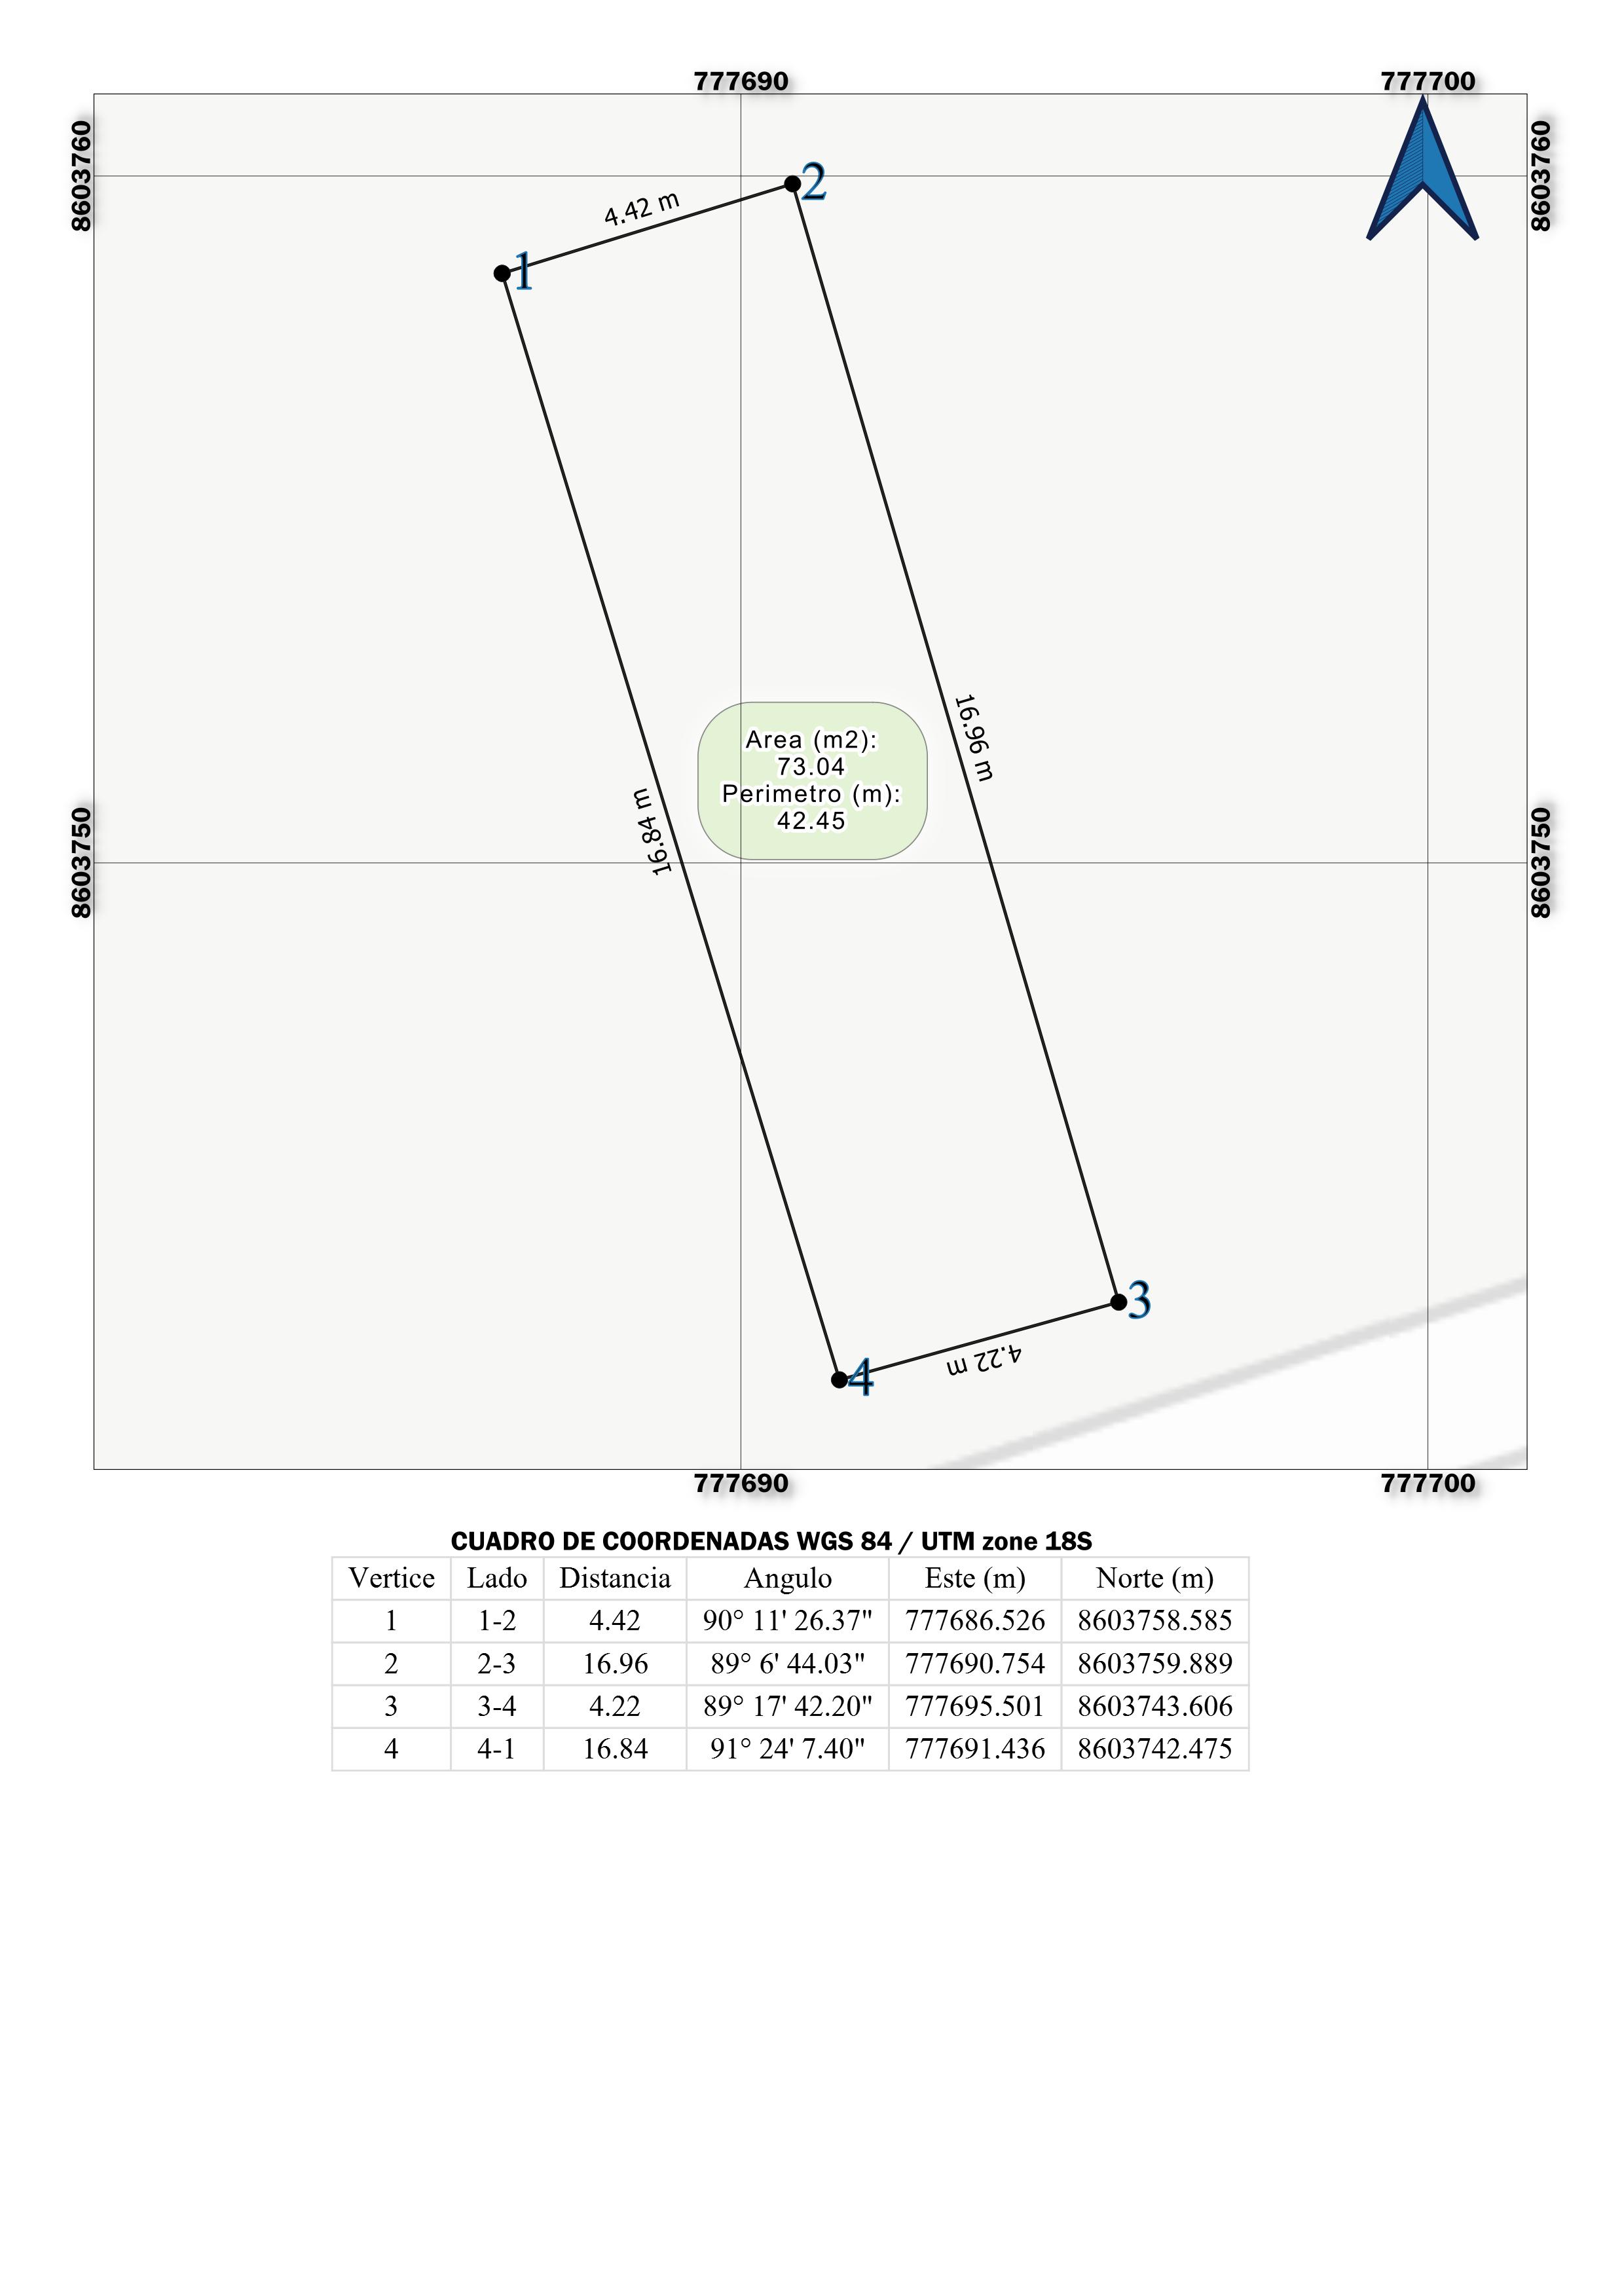 777690 777700
8603760 8603760
2
4.42 m
1
16.96 m
Area (m2):
73.04
Perimetro (m):
42.45
16.84 m
8603750 8603750
3
4.22 m
4
777690 777700
CUADRO DE COORDENADAS WGS 84 / UTM zone 18S
Vertice Lado Distancia Angulo Este (m) Norte (m)
1 1-2 4.42 90° 11' 26.37" 777686.526 8603758.585
2 2-3 16.96 89° 6' 44.03" 777690.754 8603759.889
3 3-4 4.22 89° 17' 42.20" 777695.501 8603743.606
4 4-1 16.84 91° 24' 7.40" 777691.436 8603742.475